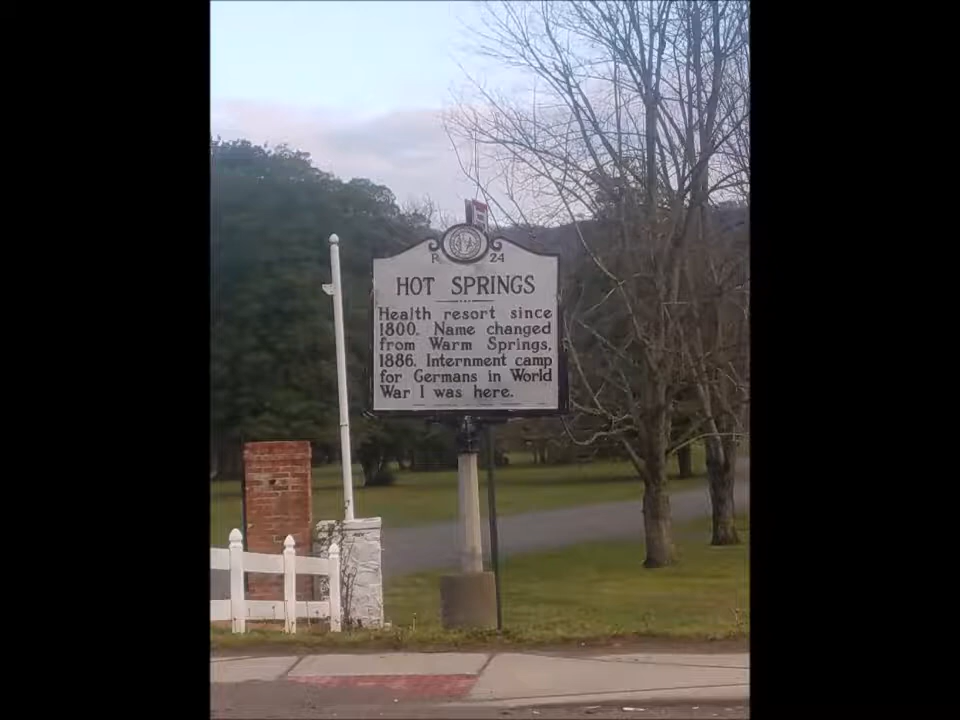 P 24
HOT SPRINGS
Health resort since
1800. Name changed
from Warm Springs,
1886. Internment camp
for Germans in World
War I was here.